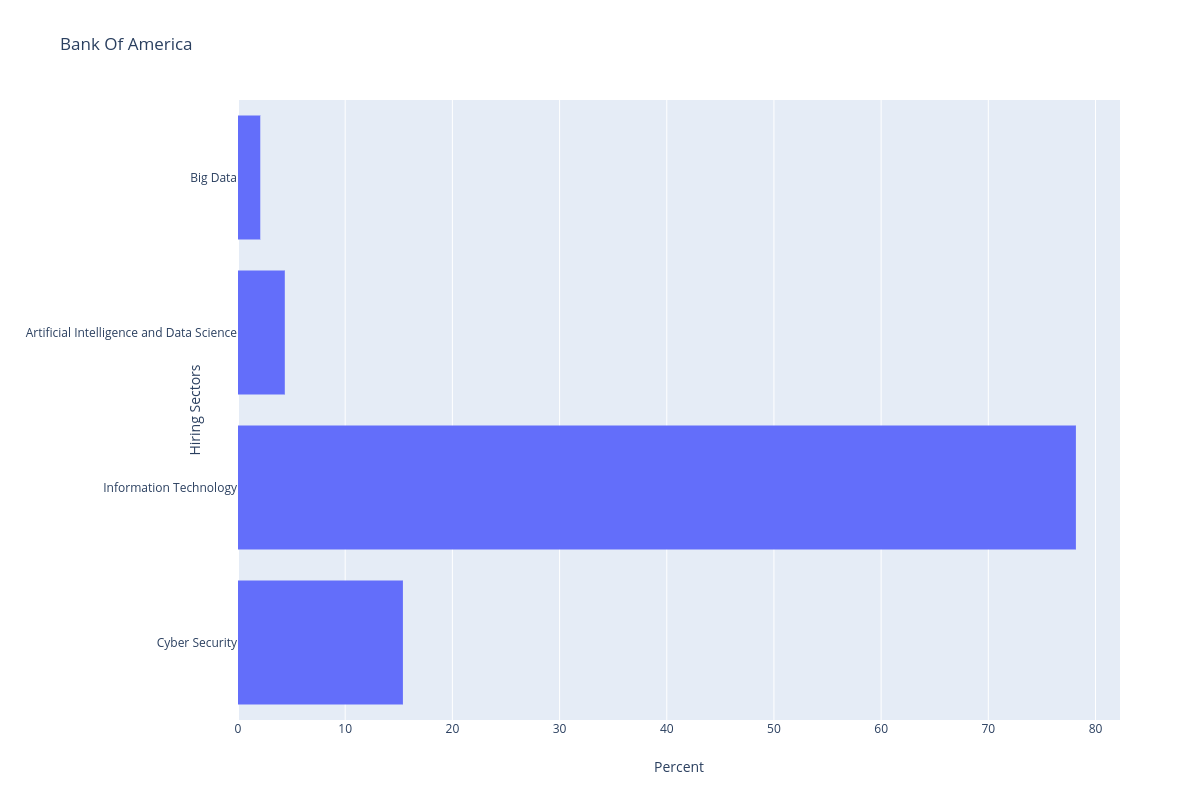 Bank Of America
Big Data
Artificial Intelligence and Data Science
Hiring Sectors
Information Technology
Cyber Security
0 10 20 30 40 50 60 70 80
Percent